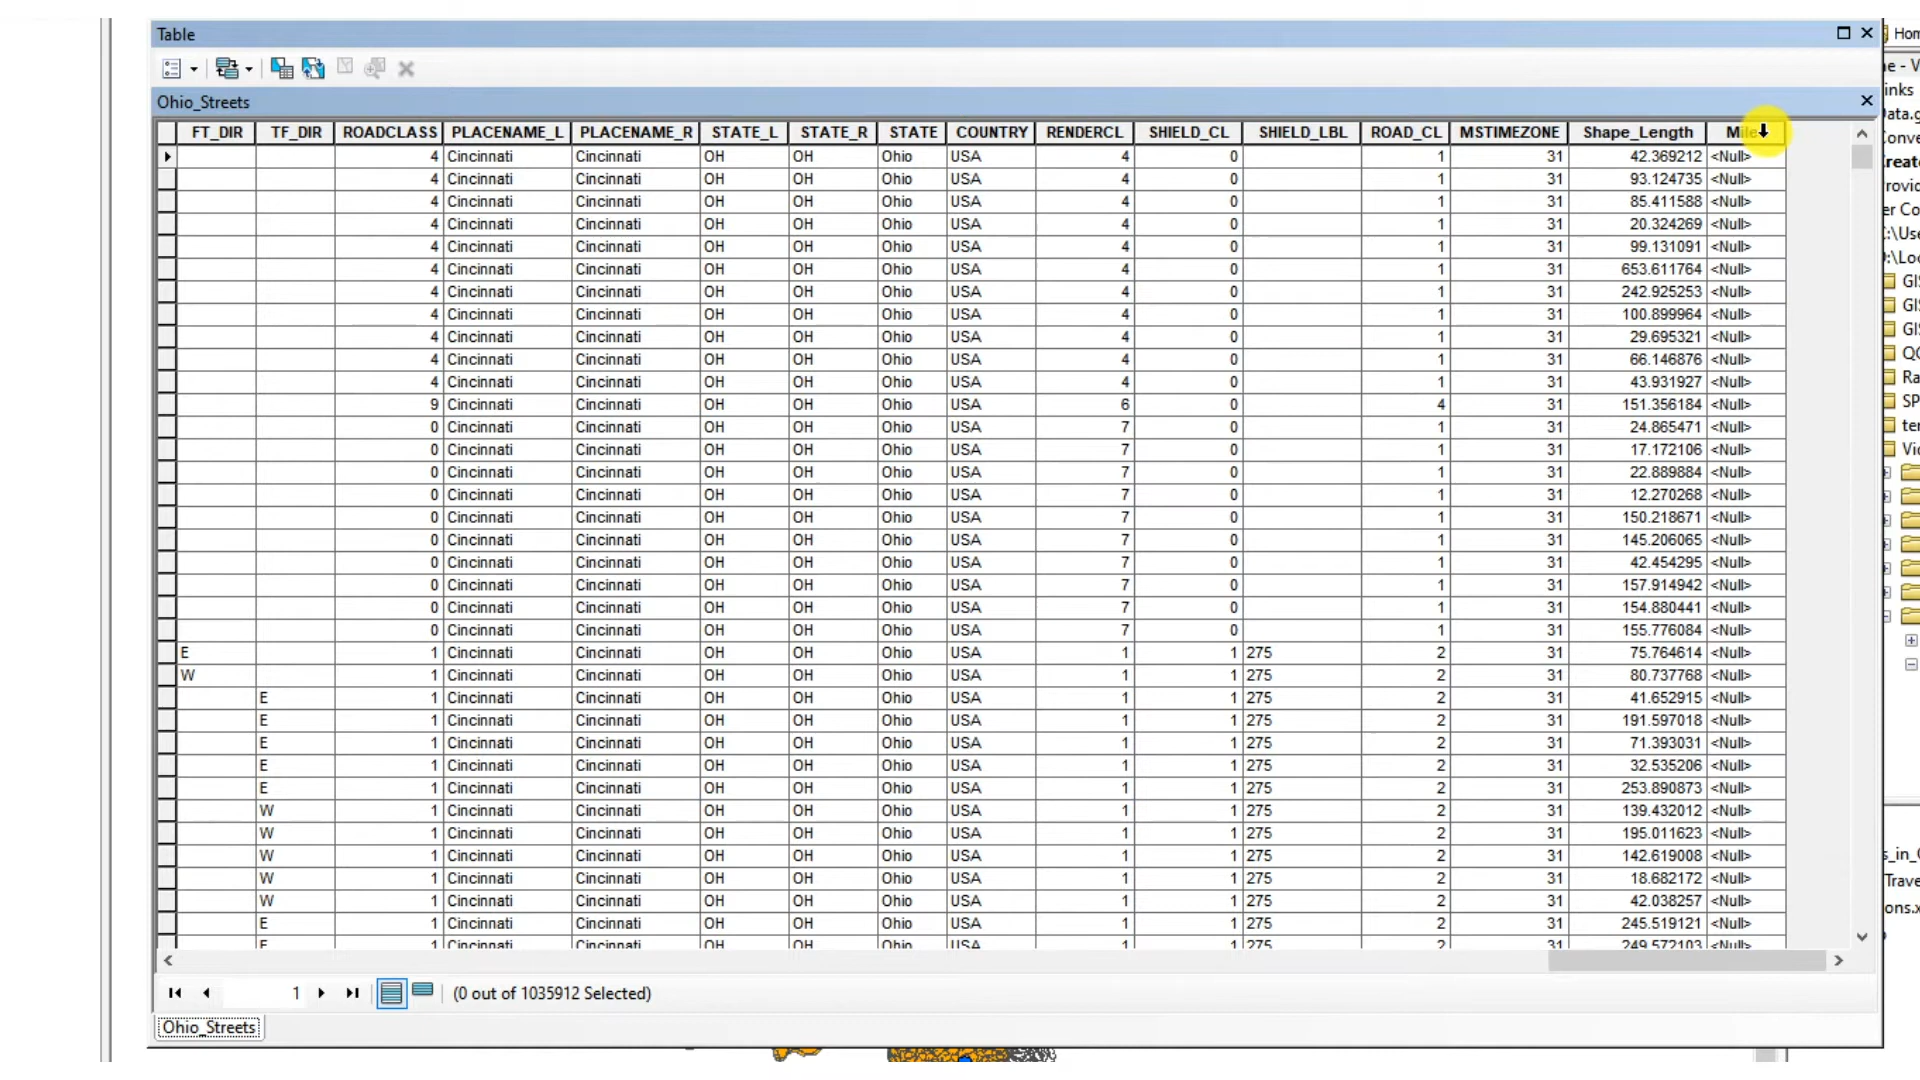 Table
Ohio_Streets
FT_DIR TF_DIR ROADCLASS PLACENAME_L PLACENAME_R STATE_L STATE_R STATE COUNTRY RENDERCL SHIELD_CL SHIELD_LBL ROAD_CL MSTIMEZONE Shape_Length
4 Cincinnati Cincinnati OH OH Ohio USA 4 0 1 31 42.369212 <Null>
4 Cincinnati Cincinnati OH OH Ohio USA 4 0 1 31 93.124735 <Null>
4 Cincinnati Cincinnati OH OH Ohio USA 4 0 1 31 85.411588 <Null>
4 Cincinnati Cincinnati OH OH Ohio USA 4 0 1 31 20.324269 <Null>
4 Cincinnati Cincinnati OH OH Ohio USA 4 0 1 31 99.131091 <Null>
4 Cincinnati Cincinnati OH OH Ohio USA 4 0 1 31 653.611764 <Null>
4 Cincinnati Cincinnati OH OH Ohio USA 4 0 1 31 242.925253 <Null>
4 Cincinnati Cincinnati OH OH Ohio USA 4 0 1 31 100.899964 <Null>
4 Cincinnati Cincinnati OH OH Ohio USA 4 0 1 31 29.695321 <Null>
4 Cincinnati Cincinnati OH OH Ohio USA 4 0 1 31 66.146876 <Null>
4 Cincinnati Cincinnati OH OH Ohio USA 4 0 1 31 43.931927 <Null>
9 Cincinnati Cincinnati OH OH Ohio USA 6 0 4 31 151.356184 <Null>
0 Cincinnati Cincinnati OH OH Ohio USA 7 0 1 31 24.865471 <Null>
0 Cincinnati Cincinnati OH OH Ohio USA 7 0 1 31 17.172106 <Null>
0 Cincinnati Cincinnati OH OH Ohio USA 7 0 1 31 22.889884 <Null>
0 Cincinnati Cincinnati OH OH Ohio USA 7 0 1 31 12.270268 <Null>
0 Cincinnati Cincinnati OH OH Ohio USA 7 0 1 31 150.218671 <Null>
0 Cincinnati Cincinnati OH OH Ohio USA 7 0 1 31 145.206065 <Null>
0 Cincinnati Cincinnati OH OH Ohio USA 7 0 1 31 42.454295 <Null>
0 Cincinnati Cincinnati OH OH Ohio USA 7 0 1 31 157.914942 <Null>
0 Cincinnati Cincinnati OH OH Ohio USA 7 0 1 31 154.880441 <Null>
0 Cincinnati Cincinnati OH OH Ohio USA 7 0 1 31 155.776084 <Null>
E 1 Cincinnati Cincinnati OH OH Ohio USA 1 1 275 2 31 75.764614 <Null>
W 1 Cincinnati Cincinnati OH OH Ohio USA 1 1 275 2 31 80.737768 <Null>
E 1 Cincinnati Cincinnati OH OH Ohio USA 1 1 275 2 31 41.652915 <Null>
E 1 Cincinnati Cincinnati OH OH Ohio USA 1 1 275 2 31 191.597018 <Null>
E 1 Cincinnati Cincinnati OH OH Ohio USA 1 1 275 2 31 71.393031 <Null>
E 1 Cincinnati Cincinnati OH OH Ohio USA 1 1 275 2 31 32.535206 <Null>
E 1 Cincinnati Cincinnati OH OH Ohio USA 1 1 275 2 31 253.890873 <Null>
W 1 Cincinnati Cincinnati OH OH Ohio USA 1 1 275 2 31 139.432012 <Null>
W 1 Cincinnati Cincinnati OH OH Ohio USA 1 1 275 2 31 195.011623 <Null>
W 1 Cincinnati Cincinnati OH OH Ohio USA 1 1 275 2 31 142.619008 <Null>
W 1 Cincinnati Cincinnati OH OH Ohio USA 1 1 275 2 31 18.682172 <Null>
W 1 Cincinnati Cincinnati OH OH Ohio USA 1 1 275 2 31 42.038257 <Null>
E 1 Cincinnati Cincinnati OH OH Ohio USA 1 1 275 2 31 245.519121 <Null>
E 1 Cincinnati Cincinnati OH OH Ohio USA 1 1 275 2 31 249.572103 <Null>
1 (0 out of 1035912 Selected)
Ohio_Streets